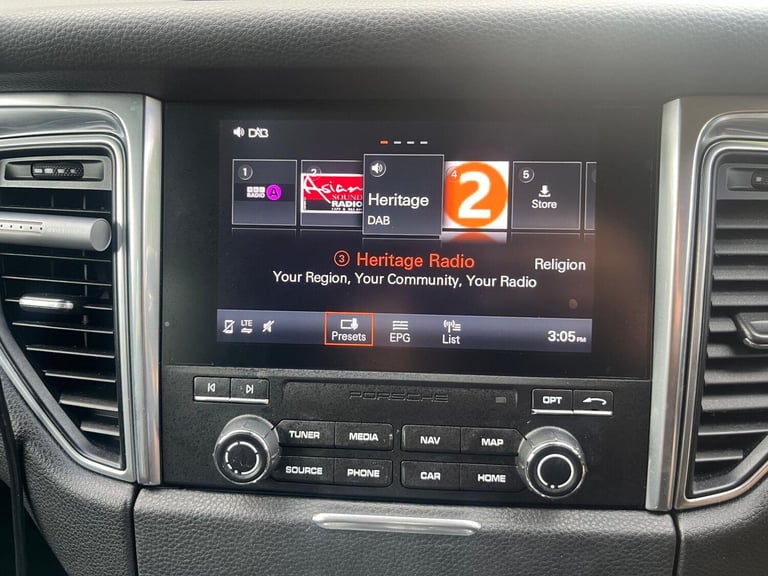 DAB
1
BBC
RADIO
2
Asian
SOUND
RADIO
Heritage
DAB
4
2
5
Store
3 Heritage Radio
Religion
Your Region, Your Community, Your Radio
LTE
Presets
EPG
List
3:05 PM
PORSCHE
OPT
TUNER
MEDIA
NAV
MAP
SOURCE
PHONE
CAR
HOME